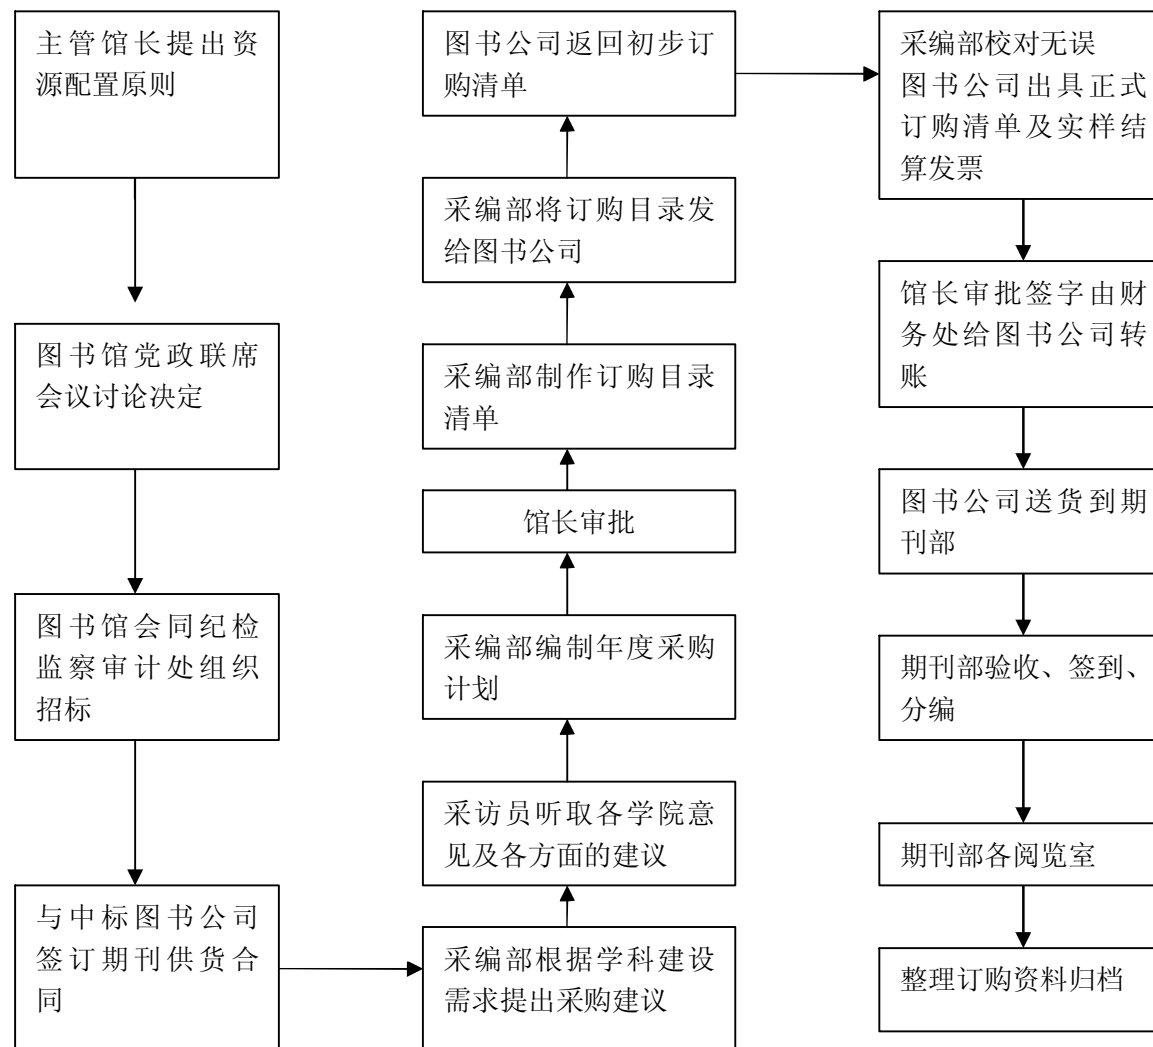 主管馆长提出资
源配置原则
图书馆党政联席
会议讨论决定
图书馆会同纪检
监察审计处组织
招标
与中标图书公司
签订期刊供货合
同
采编部根据学科建设
需求提出采购建议
采访员听取各学院意
见及各方面的建议
采编部编制年度采购
计划
馆长审批
采编部制作订购目录
清单
采编部将订购目录发
给图书公司
图书公司返回初步订
购清单
采编部校对无误
图书公司出具正式
订购清单及实样结
算发票
馆长审批签字由财
务处给图书公司转
账
图书公司送货到期
刊部
期刊部验收、签到、
分编
期刊部各阅览室
整理订购资料归档